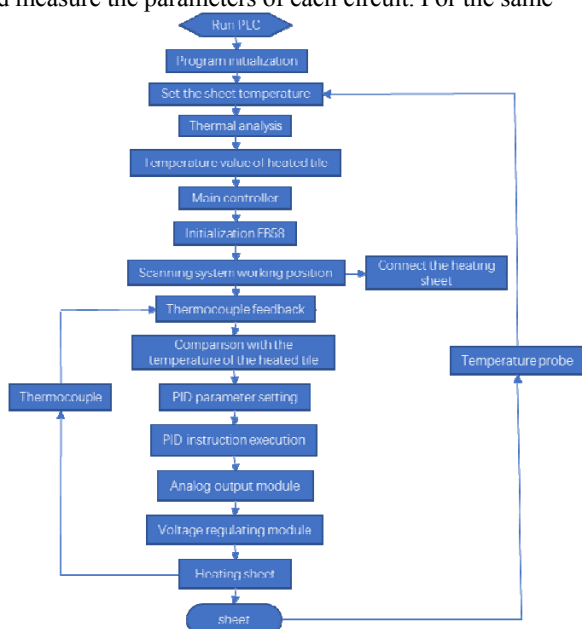 d measure the parameters of each circuit. For the same
Run PLC
Program initialization
Set the sheet temperature
Thermal analysis
Temperature value of heated tile
Main controller
Initialization FB58
Scanning system working position
Connect the heating
sheet
Thermocouple feedback
Comparison with the
temperature of the heated tile
Temperature probe
Thermocouple
PID parameter setting
PID instruction execution
Analog output module
Voltage regulating module
Heating sheet
sheet